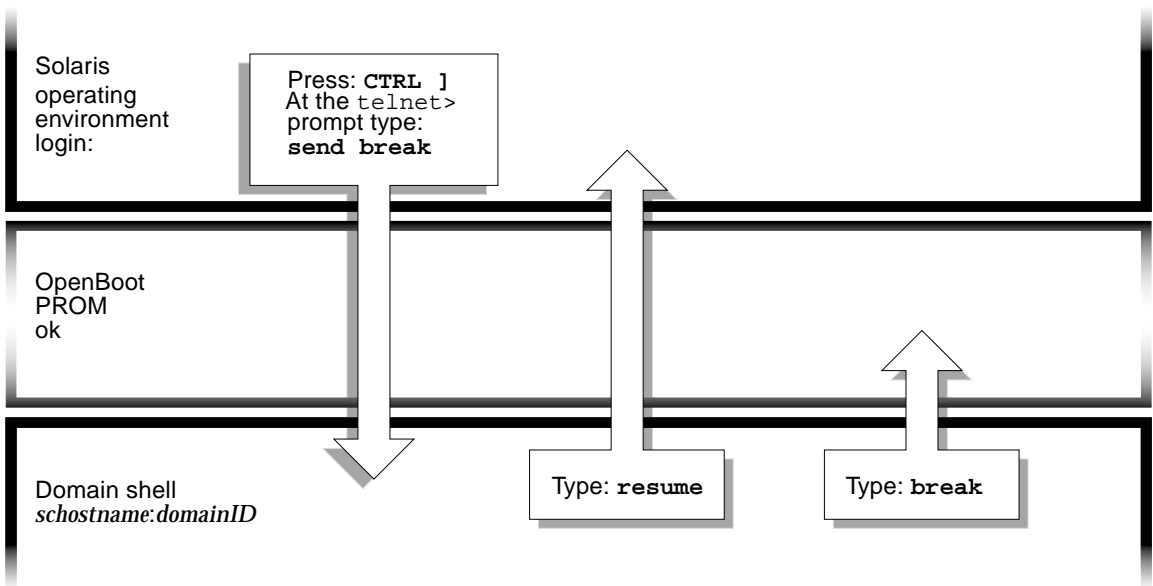 Solaris
operating
environment
login:
Press: CTRL ]
At the telnet>
prompt type:
send break
OpenBoot
PROM
ok
Domain shell
schostname:domainID
Type: resume
Type: break